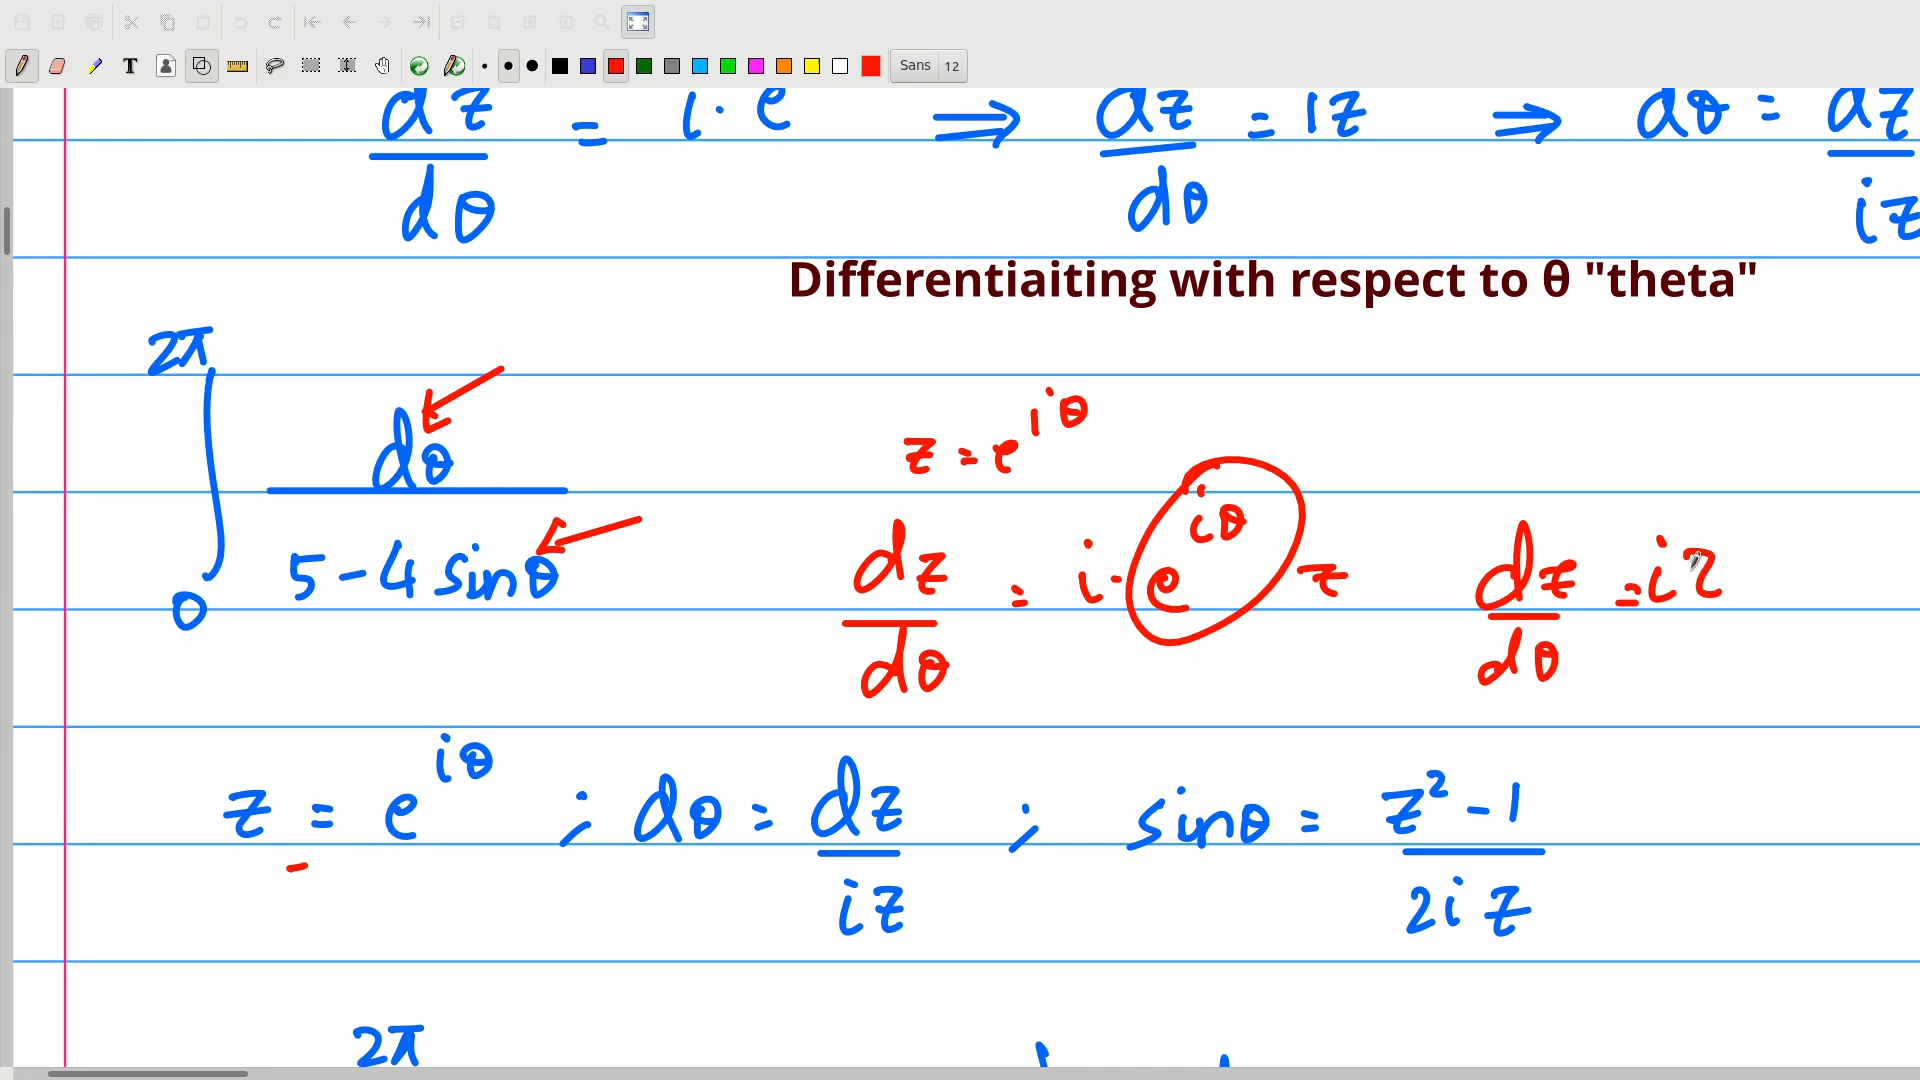 Sans 12
dz/dθ = i · e ⟹ dz/dθ = iz ⟹ dθ = dz/iz
Differentiaiting with respect to θ "theta"
∫₀^2π dθ/(5 - 4 sinθ)
z = e^iθ
dz/dθ = i · e^iθ z dz/dθ = iz
z = e^iθ ; dθ = dz/iz ; sinθ = (z² - 1)/2iz
2π